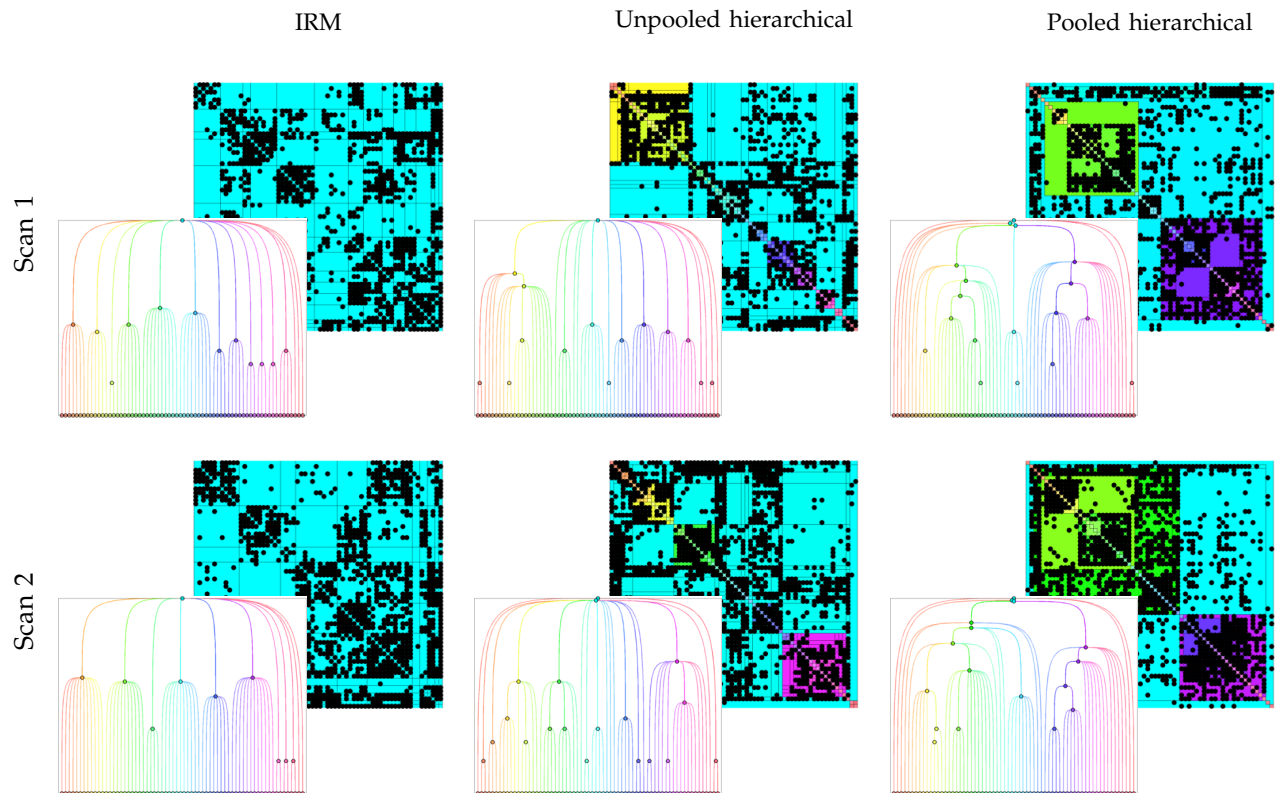 IRM
Unpooled hierarchical
Pooled hierarchical
Scan 1
Scan 2